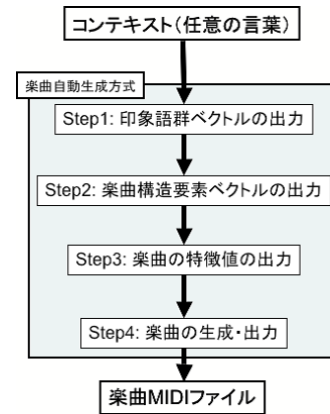 コンテキスト(任意の言葉)
楽曲自動生成方式
Step1: 印象語群ベクトルの出力
Step2: 楽曲構造要素ベクトルの出力
Step3: 楽曲の特徴値の出力
Step4: 楽曲の生成・出力
楽曲MIDIファイル